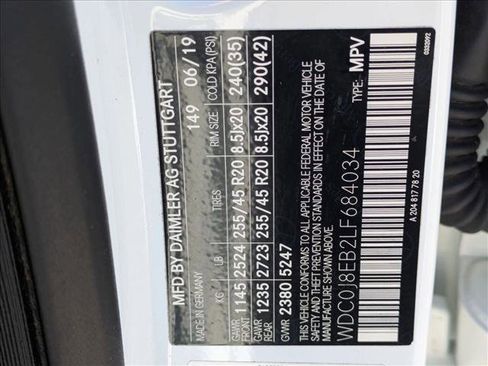 MFD BY DAIMLER AG STUTTGART
MADE IN GERMANY 149 06/19
KG LB TIRES RIM SIZE COLD KPA (PSI)
GAWR FRONT 1145 2524 255/45 R20 8.5Jx20 240(35)
GAWR REAR 1235 2723 255/45 R20 8.5Jx20 290(42)
GVWR 2380 5247
THIS VEHICLE CONFORMS TO ALL APPLICABLE FEDERAL MOTOR VEHICLE
SAFETY AND THEFT PREVENTION STANDARDS IN EFFECT ON THE DATE OF
MANUFACTURE SHOWN ABOVE.
WDC0J8EB2LF684034 TYPE: MPV
A 204 817 78 20 0332092